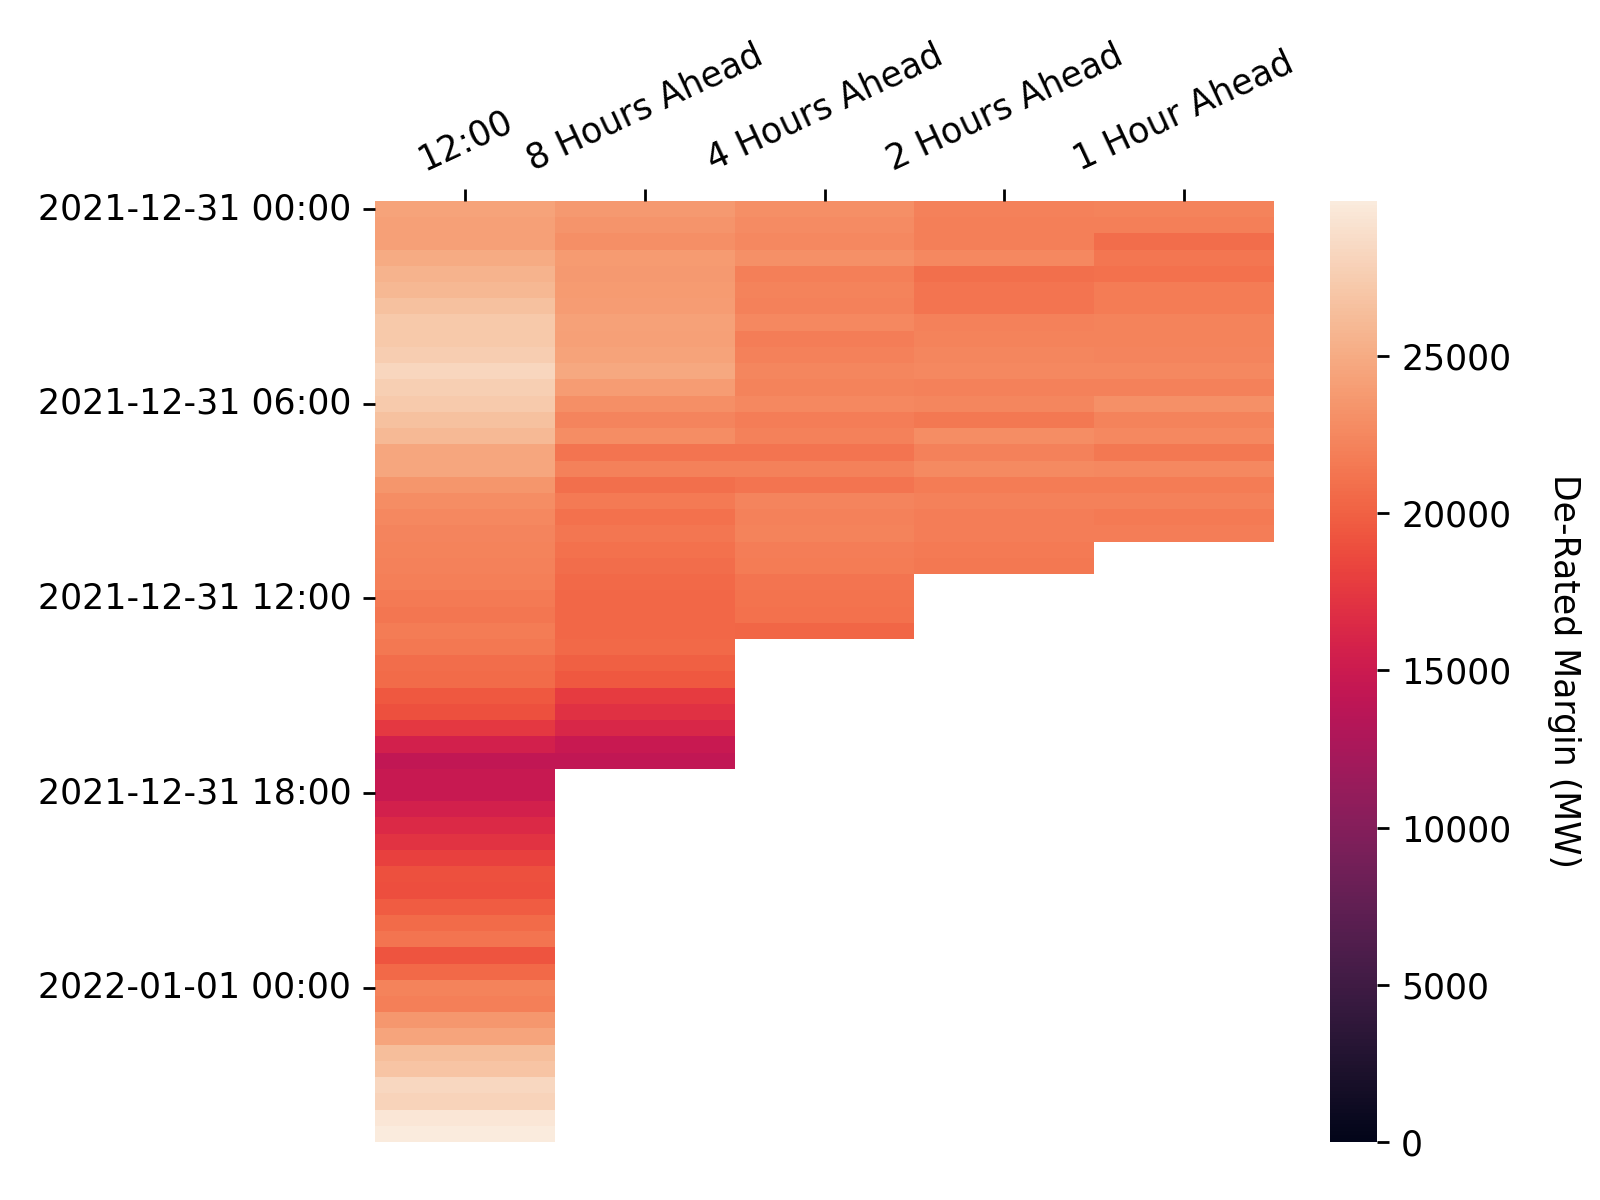 12:00
8 Hours Ahead
4 Hours Ahead
2 Hours Ahead
1 Hour Ahead
2021-12-31 00:00
2021-12-31 06:00
2021-12-31 12:00
2021-12-31 18:00
2022-01-01 00:00
25000
20000
15000
10000
5000
0
De-Rated Margin (MW)